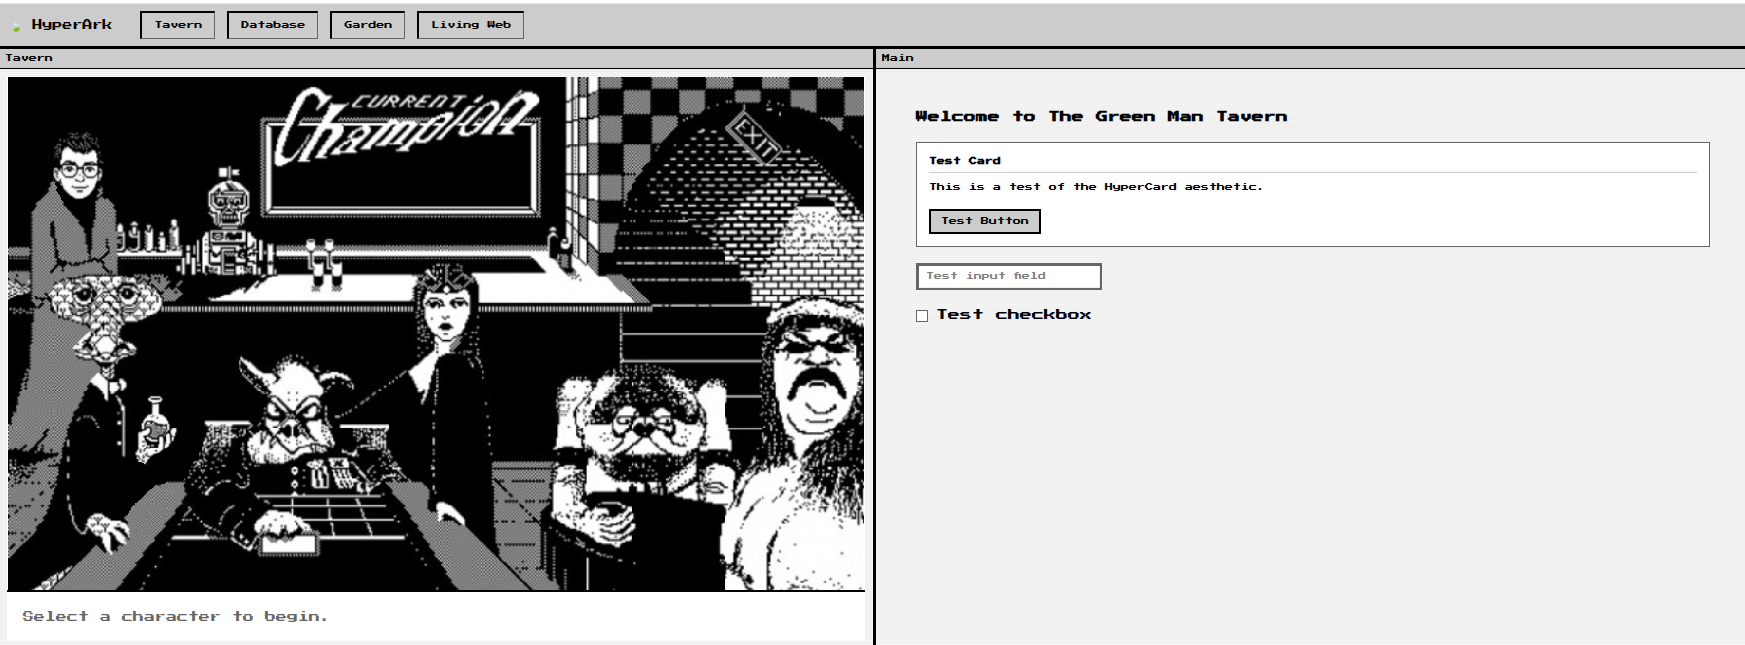 HyperArk
Tavern
Database
Garden
Living Web
Tavern
Main
CURRENT
Champion
EXIT
Select a character to begin.
Welcome to The Green Man Tavern
Test Card
This is a test of the HyperCard aesthetic.
Test Button
Test input field
Test checkbox